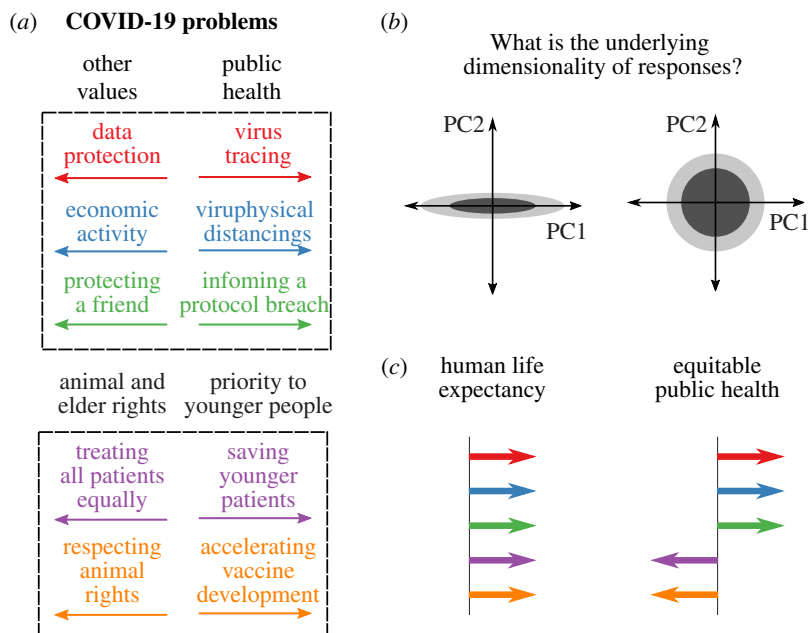 (a) COVID-19 problems
other
values
public
health
data
protection
virus
tracing
economic
activity
viruphysical
distancings
protecting
a friend
infoming a
protocol breach
animal and
elder rights
priority to
younger people
treating
all patients
equally
saving
younger
patients
respecting
animal
rights
accelerating
vaccine
development
(b)
What is the underlying
dimensionality of responses?
PC2
PC1
PC2
PC1
(c)
human life
expectancy
equitable
public health